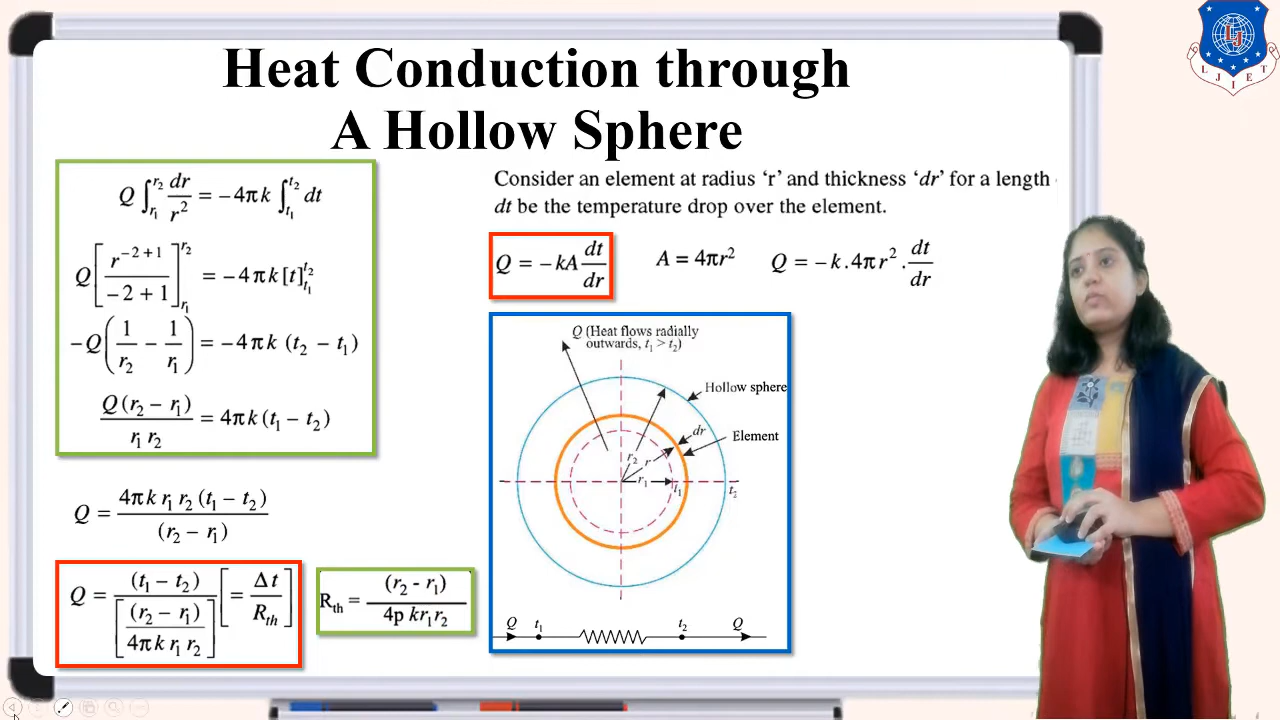 Heat Conduction through
A Hollow Sphere
Q ∫_{r₁}^{r₂} dr/r² = −4πk ∫_{t₁}^{t₂} dt
Q [r^{−2+1}/(−2+1)]_{r₁}^{r₂} = −4πk [t]_{t₁}^{t₂}
-Q (1/r₂ − 1/r₁) = −4πk (t₂ − t₁)
Q(r₂ − r₁)/(r₁ r₂) = 4πk (t₁ − t₂)
Q = 4πk r₁ r₂ (t₁ − t₂)/(r₂ − r₁)
Q = (t₁ − t₂)/[(r₂ − r₁)/(4πk r₁ r₂)] [= Δt/R_th]
R_th = (r₂ - r₁)/(4p kr₁r₂)
Consider an element at radius ‘r’ and thickness ‘dr’ for a length
dt be the temperature drop over the element.
Q = −kA dt/dr
A = 4πr²
Q = −k.4πr².dt/dr
Q (Heat flows radially
outwards, t₁ > t₂)
Hollow sphere
dr
Element
r₂
r
r₁
t₁
t₂
Q
t₁
t₂
Q
LJ
LJIET